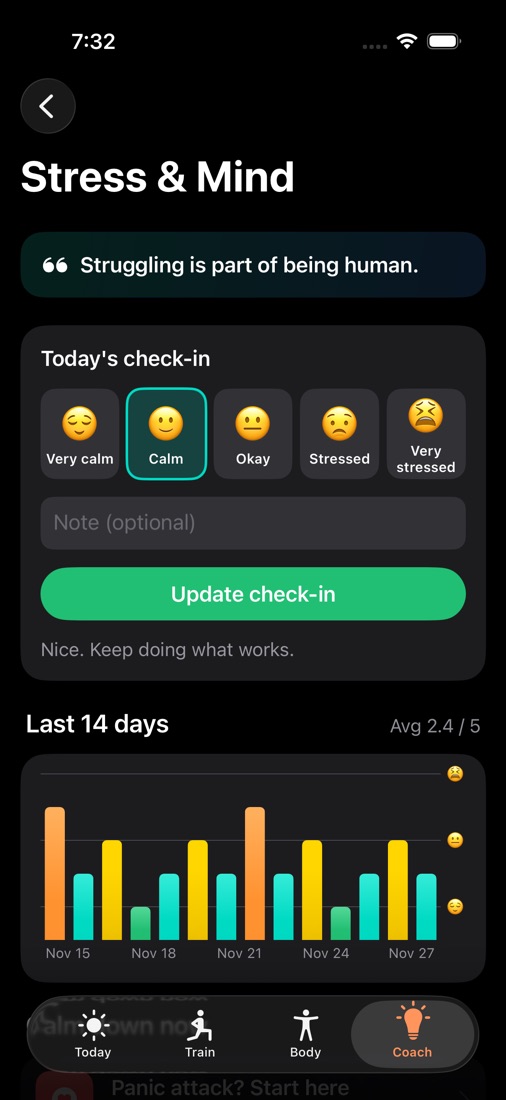 7:32
Stress & Mind
Struggling is part of being human.
Today's check-in
Very calm
Calm
Okay
Stressed
Very
stressed
Note (optional)
Update check-in
Nice. Keep doing what works.
Last 14 days
Avg 2.4 / 5
Nov 15
Nov 18
Nov 21
Nov 24
Nov 27
Today
Train
Body
Coach
Panic attack? Start here